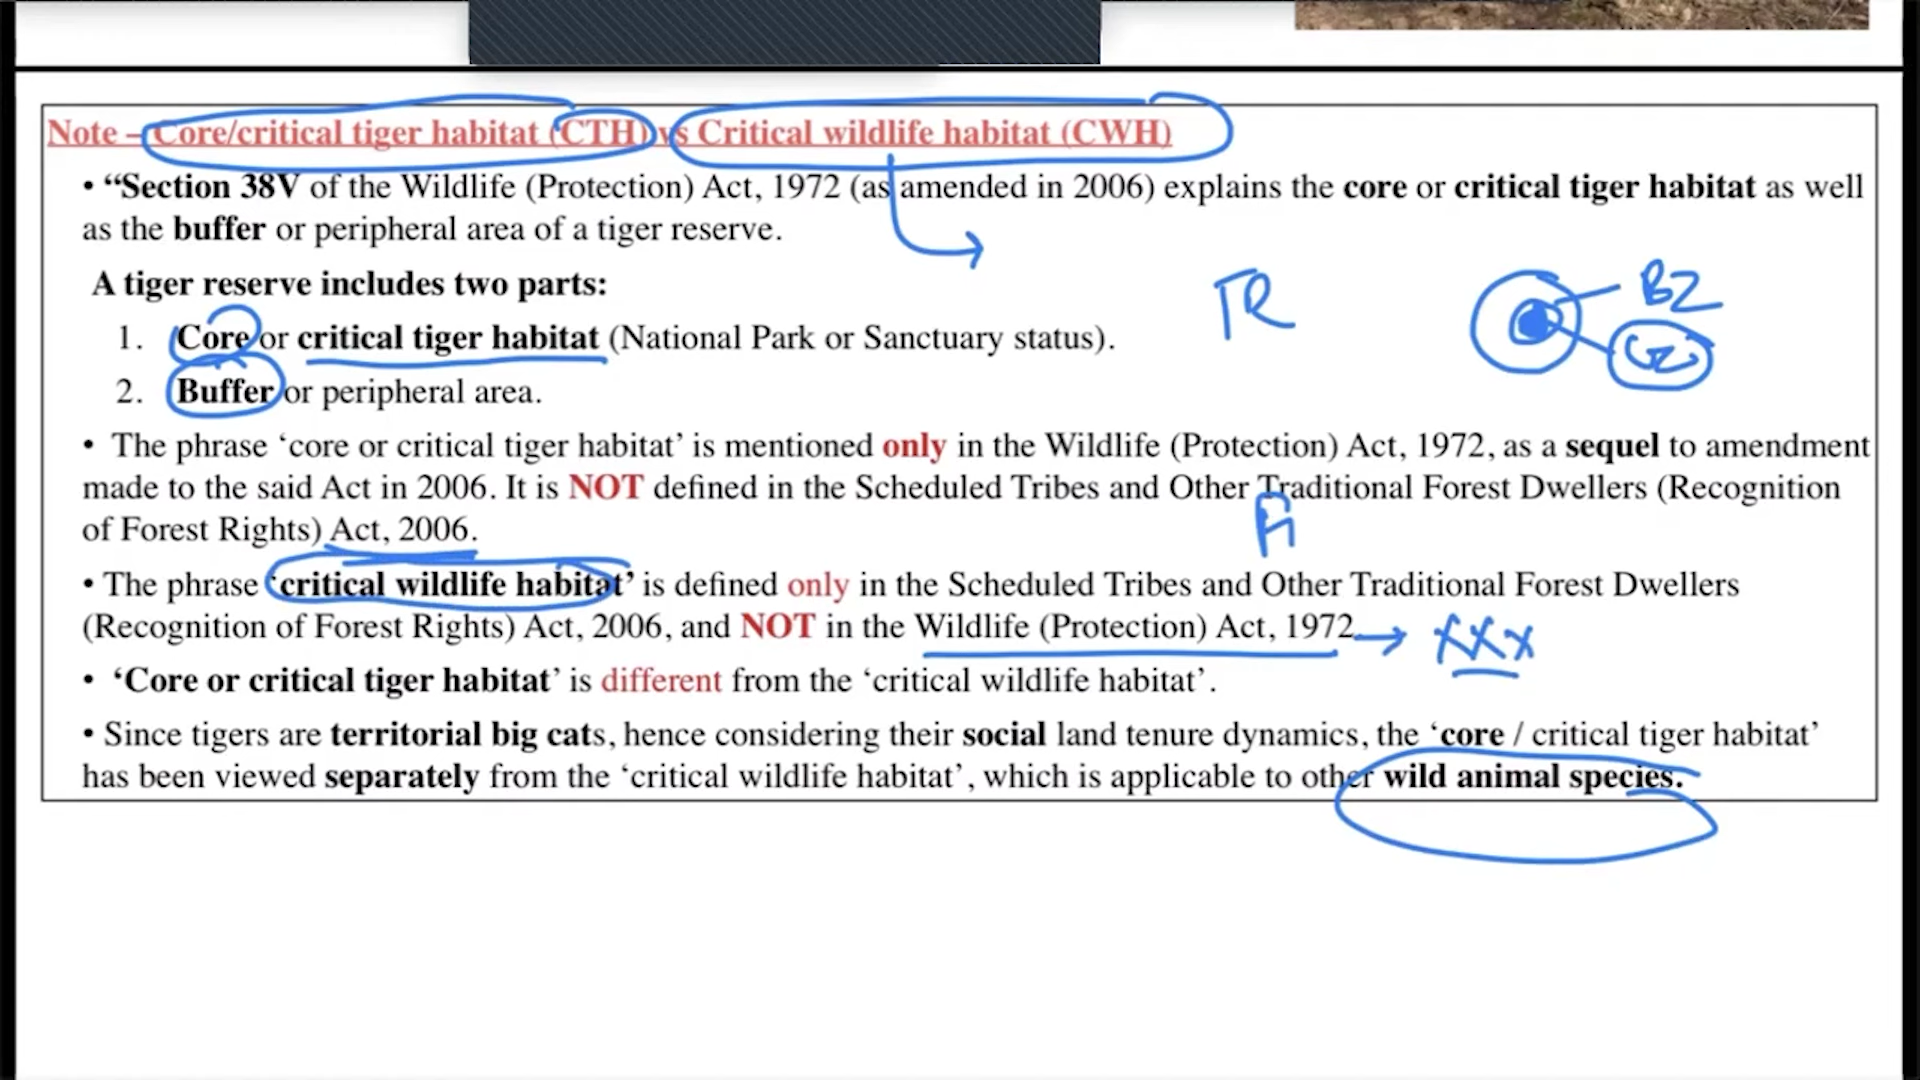 Note – Core/critical tiger habitat (CTH) vs Critical wildlife habitat (CWH)
• “Section 38V of the Wildlife (Protection) Act, 1972 (as amended in 2006) explains the core or critical tiger habitat as well
as the buffer or peripheral area of a tiger reserve.
A tiger reserve includes two parts:
TR
BZ
1. Core or critical tiger habitat (National Park or Sanctuary status).
CZ
2. Buffer or peripheral area.
• The phrase ‘core or critical tiger habitat’ is mentioned only in the Wildlife (Protection) Act, 1972, as a sequel to amendment
made to the said Act in 2006. It is NOT defined in the Scheduled Tribes and Other Traditional Forest Dwellers (Recognition
of Forest Rights) Act, 2006.
• The phrase ‘critical wildlife habitat’ is defined only in the Scheduled Tribes and Other Traditional Forest Dwellers
(Recognition of Forest Rights) Act, 2006, and NOT in the Wildlife (Protection) Act, 1972
XXX
• ‘Core or critical tiger habitat’ is different from the ‘critical wildlife habitat’.
• Since tigers are territorial big cats, hence considering their social land tenure dynamics, the ‘core / critical tiger habitat’
has been viewed separately from the ‘critical wildlife habitat’, which is applicable to other wild animal species.